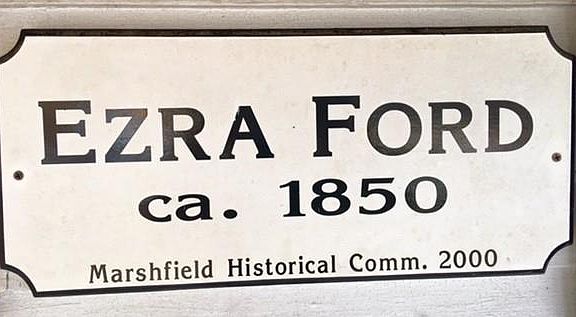 EZRA FORD
ca. 1850
Marshfield Historical Comm. 2000